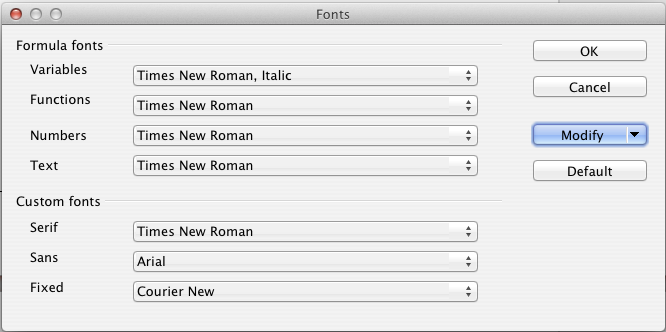 Fonts
Formula fonts
Variables Times New Roman, Italic
Functions Times New Roman
Numbers Times New Roman
Text Times New Roman
Custom fonts
Serif Times New Roman
Sans Arial
Fixed Courier New
OK
Cancel
Modify
Default